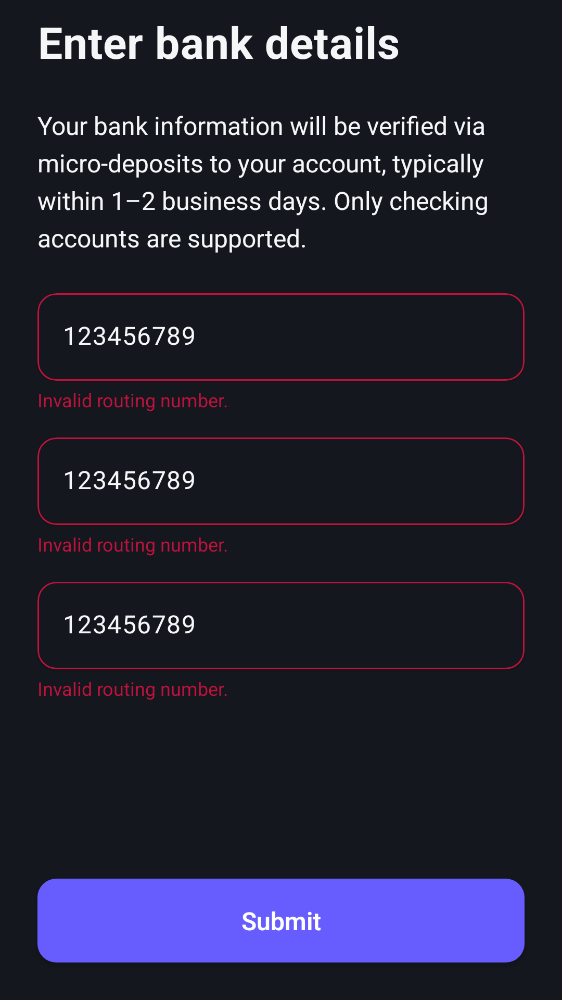 Enter bank details
Your bank information will be verified via
micro-deposits to your account, typically
within 1–2 business days. Only checking
accounts are supported.
123456789
Invalid routing number.
123456789
Invalid routing number.
123456789
Invalid routing number.
Submit